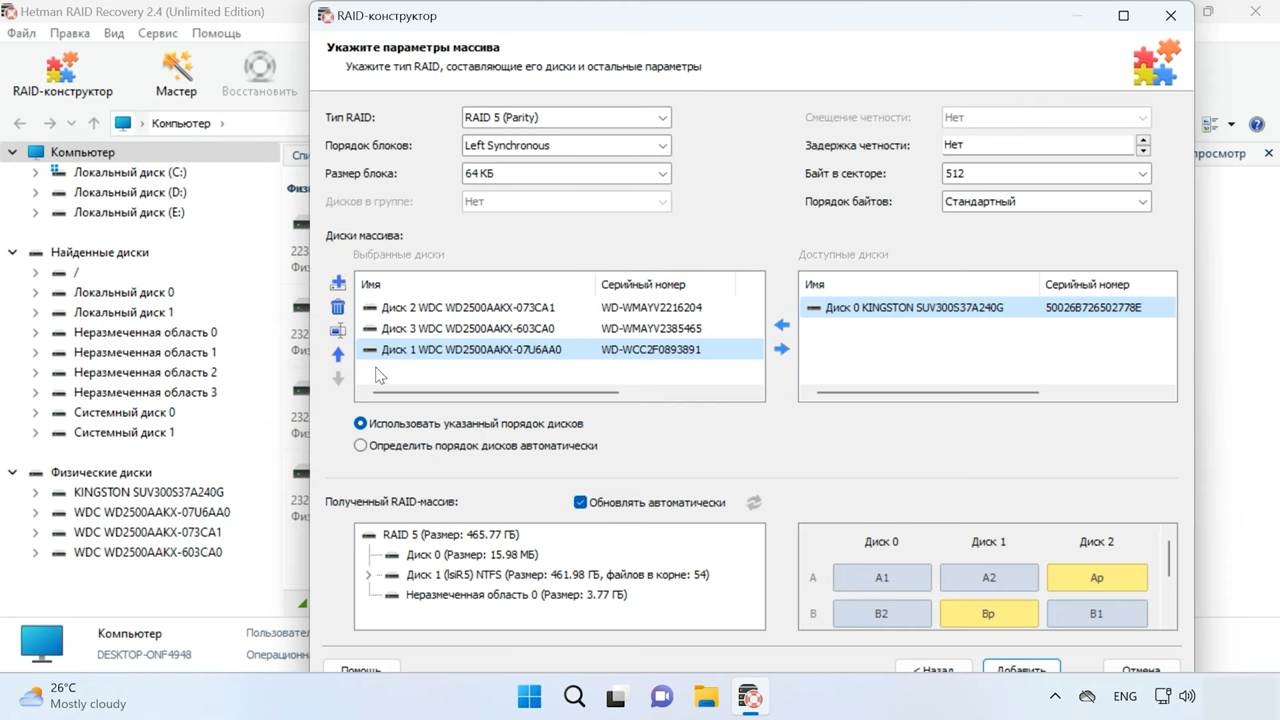 Hetman RAID Recovery 2.4 (Unlimited Edition)
Файл Правка Вид Сервис Помощь
RAID-конструктор Мастер Восстановить
Компьютер
Компьютер
Локальный диск (C:)
Локальный диск (D:)
Локальный диск (E:)
Найденные диски
/
Локальный диск 0
Локальный диск 1
Неразмеченная область 0
Неразмеченная область 1
Неразмеченная область 2
Неразмеченная область 3
Системный диск 0
Системный диск 1
Физические диски
KINGSTON SUV300S37A240G
WDC WD2500AAKX-07U6AA0
WDC WD2500AAKX-073CA1
WDC WD2500AAKX-603CA0
Компьютер
DESKTOP-ONF4948
RAID-конструктор
Укажите параметры массива
Укажите тип RAID, составляющие его диски и остальные параметры
Тип RAID: RAID 5 (Parity)
Порядок блоков: Left Synchronous
Размер блока: 64 КБ
Дисков в группе: Нет
Смещение четности: Нет
Задержка четности: Нет
Байт в секторе: 512
Порядок байтов: Стандартный
Диски массива:
Выбранные диски
Имя Серийный номер
Диск 2 WDC WD2500AAKX-073CA1 WD-WMAYV2216204
Диск 3 WDC WD2500AAKX-603CA0 WD-WMAYV2385465
Диск 1 WDC WD2500AAKX-07U6AA0 WD-WCC2F0893891
Доступные диски
Имя Серийный номер
Диск 0 KINGSTON SUV300S37A240G 50026B726502778E
Использовать указанный порядок дисков
Определить порядок дисков автоматически
Полученный RAID-массив: Обновлять автоматически
RAID 5 (Размер: 465.77 ГБ)
Диск 0 (Размер: 15.98 МБ)
Диск 1 (lsiR5) NTFS (Размер: 461.98 ГБ, файлов в корне: 54)
Неразмеченная область 0 (Размер: 3.77 ГБ)
Диск 0 Диск 1 Диск 2
A A1 A2 Ap
B B2 Bp B1
Помощь < Назад Добавить Отмена
26°C
Mostly cloudy
ENG